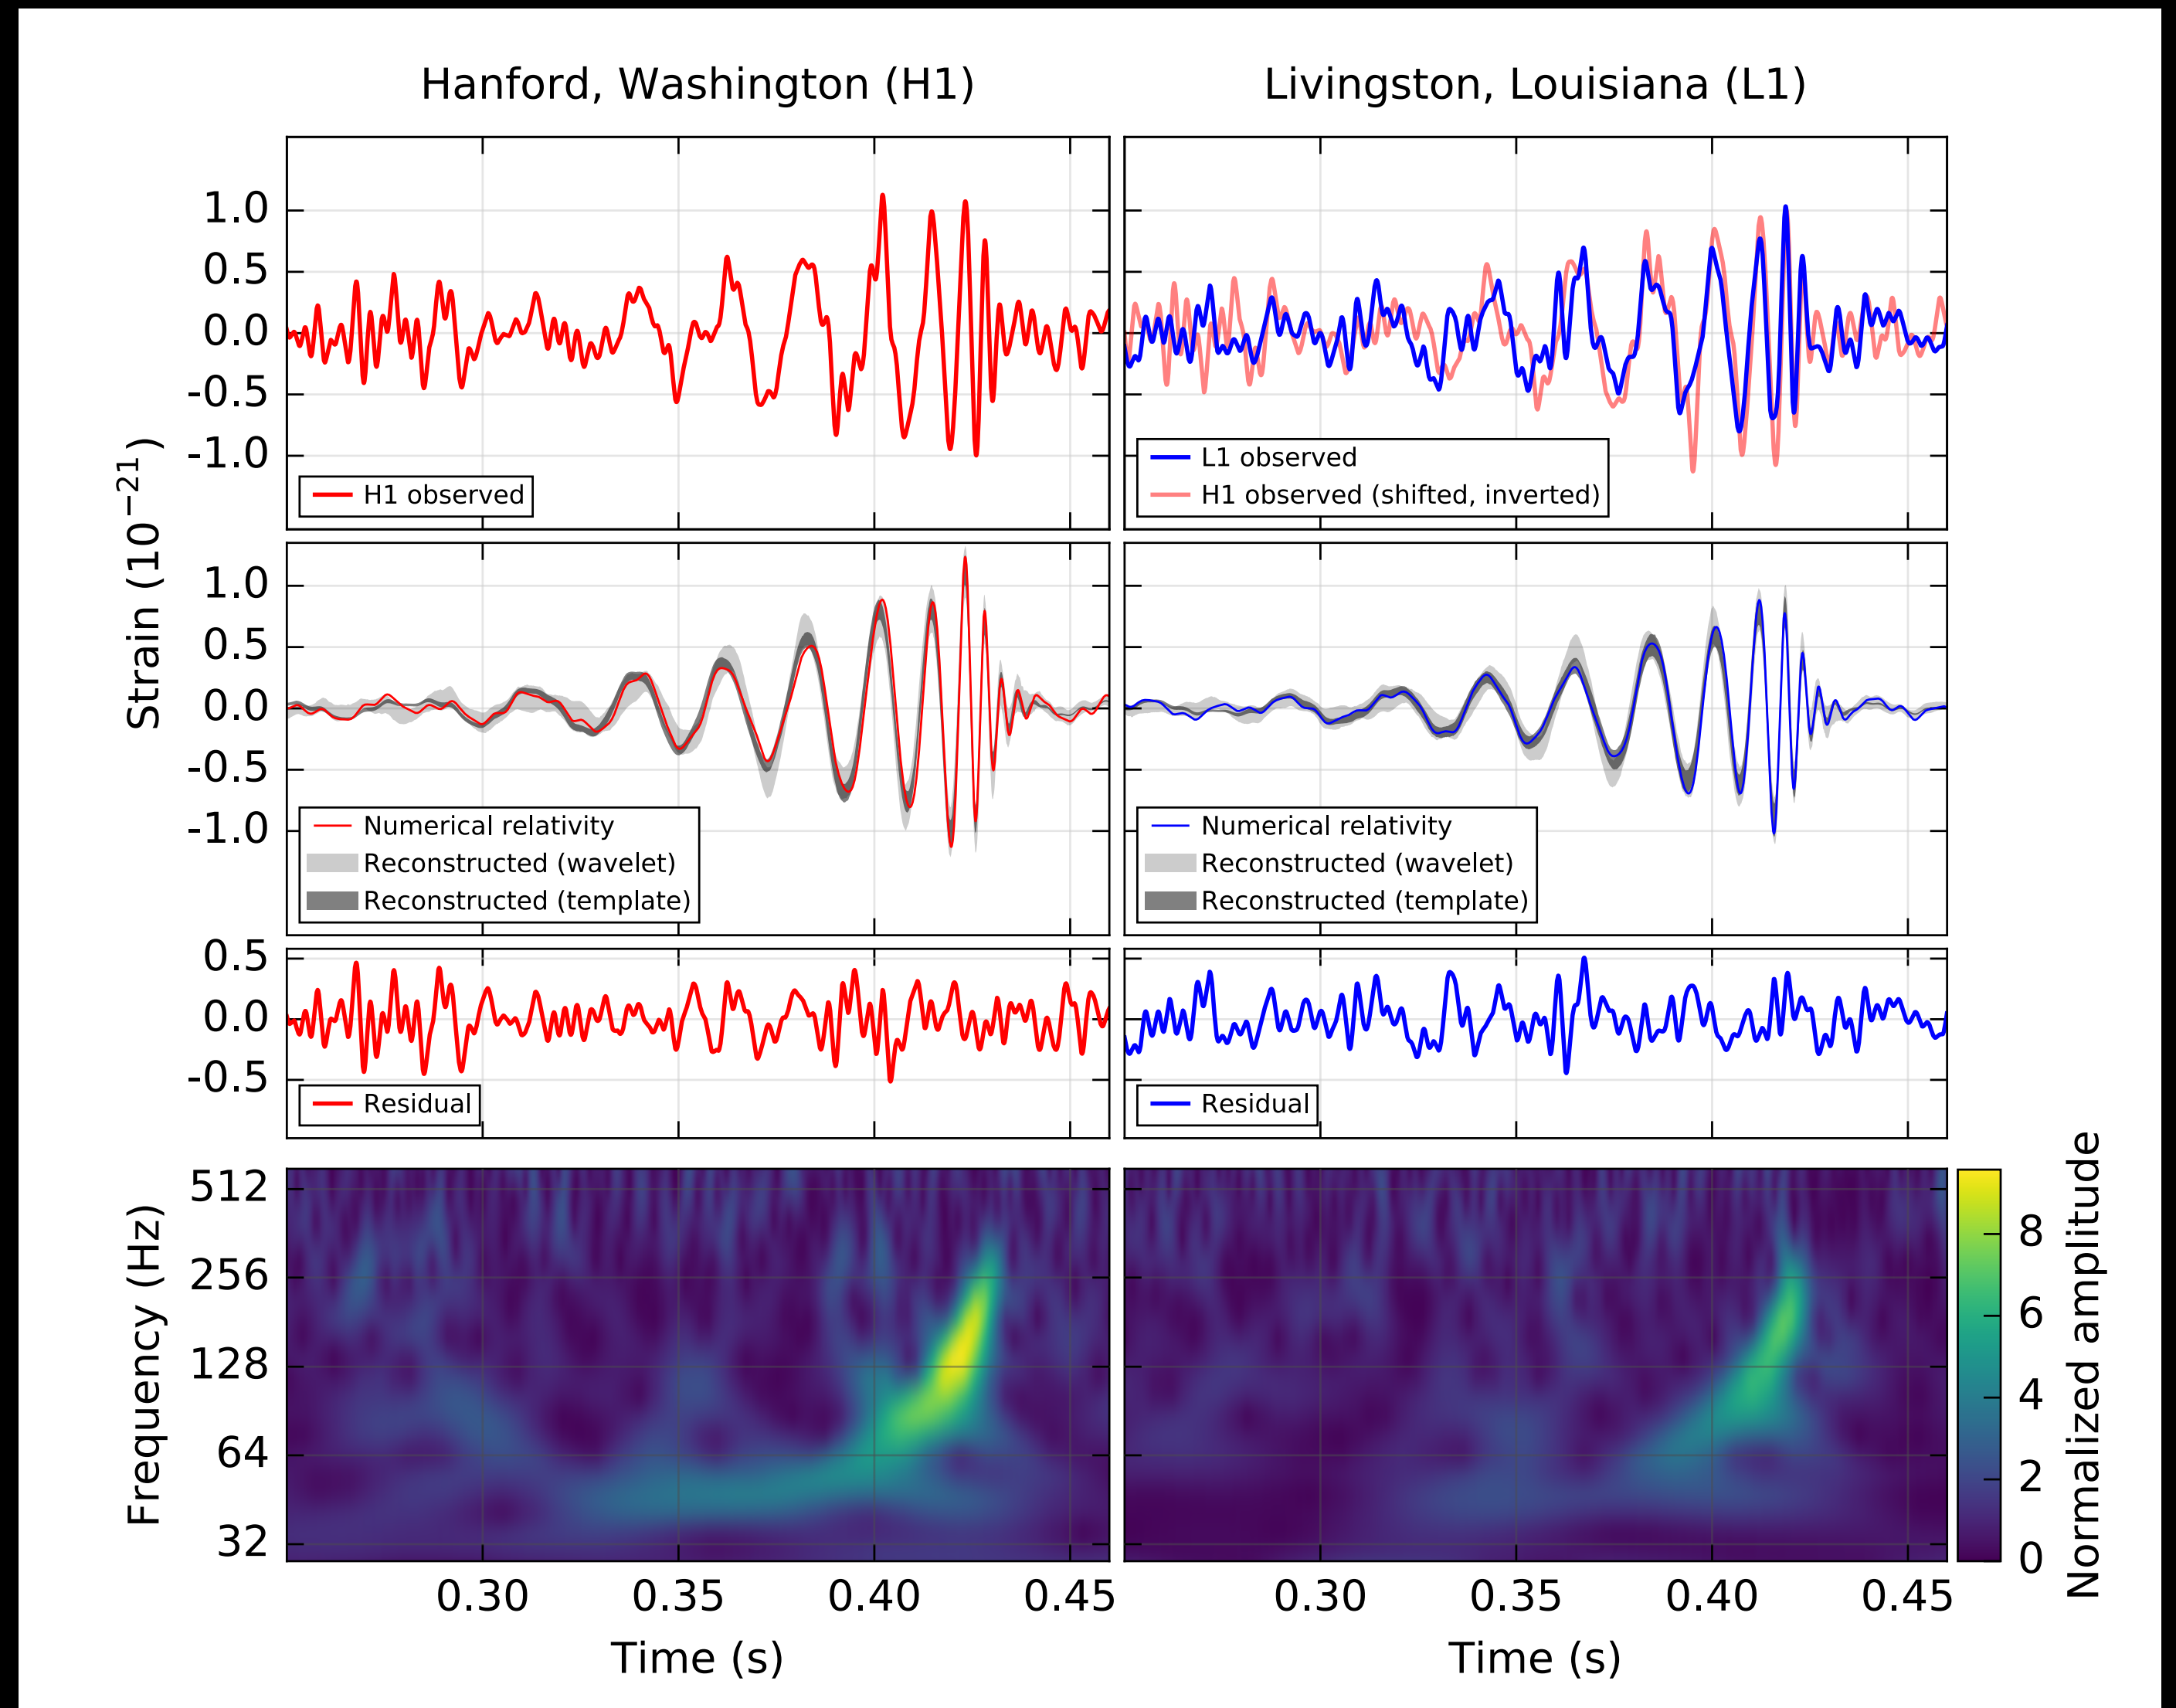 Hanford, Washington (H1)
Livingston, Louisiana (L1)
Strain (10⁻²¹)
1.0
0.5
0.0
-0.5
-1.0
H1 observed
L1 observed
H1 observed (shifted, inverted)
1.0
0.5
0.0
-0.5
-1.0
Numerical relativity
Reconstructed (wavelet)
Reconstructed (template)
Numerical relativity
Reconstructed (wavelet)
Reconstructed (template)
0.5
0.0
-0.5
Residual
Residual
Frequency (Hz)
512
256
128
64
32
Normalized amplitude
8
6
4
2
0
0.30 0.35 0.40 0.45
0.30 0.35 0.40 0.45
Time (s)
Time (s)